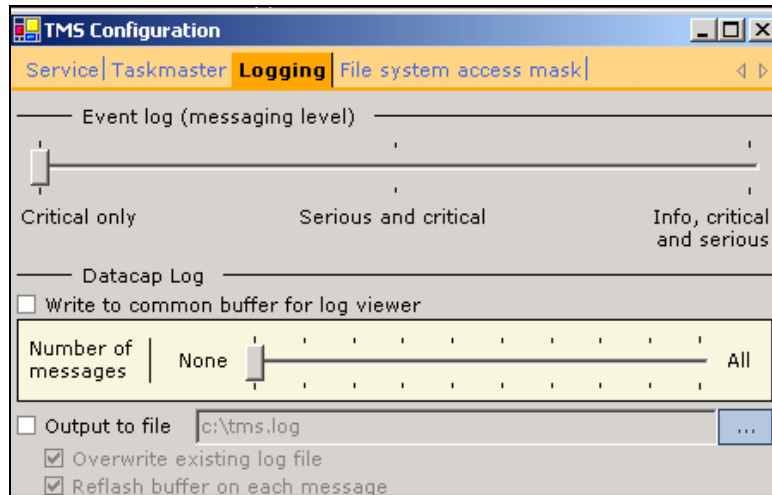 TMS Configuration
Service Taskmaster Logging File system access mask
Event log (messaging level)
Critical only Serious and critical Info, critical and serious
Datacap Log
Write to common buffer for log viewer
Number of messages None All
Output to file c:\tms.log ...
Overwrite existing log file
Reflash buffer on each message